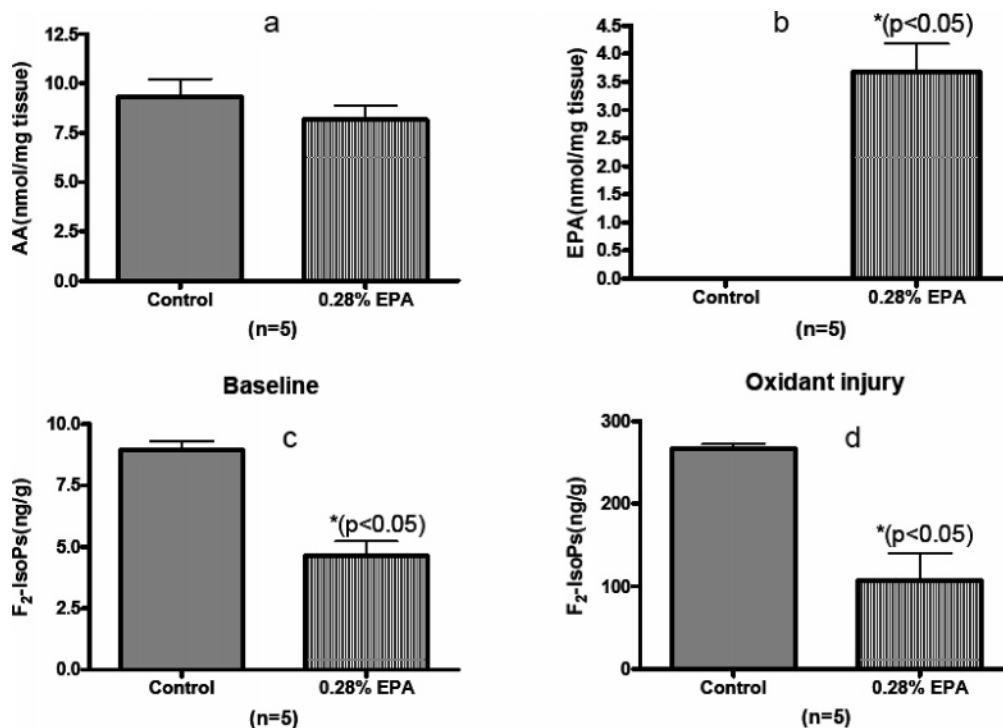 a
AA(nmol/mg tissue)
12.5
10.0
7.5
5.0
2.5
0.0
Control
0.28% EPA
(n=5)
b
*(p<0.05)
EPA(nmol/mg tissue)
4.5
4.0
3.5
3.0
2.5
2.0
1.5
1.0
0.5
0.0
Control
0.28% EPA
(n=5)
Baseline
c
F2-IsoPs(ng/g)
10.0
7.5
5.0
2.5
0.0
*(p<0.05)
Control
0.28% EPA
(n=5)
Oxidant injury
d
F2-IsoPs(ng/g)
300
200
100
0
*(p<0.05)
Control
0.28% EPA
(n=5)